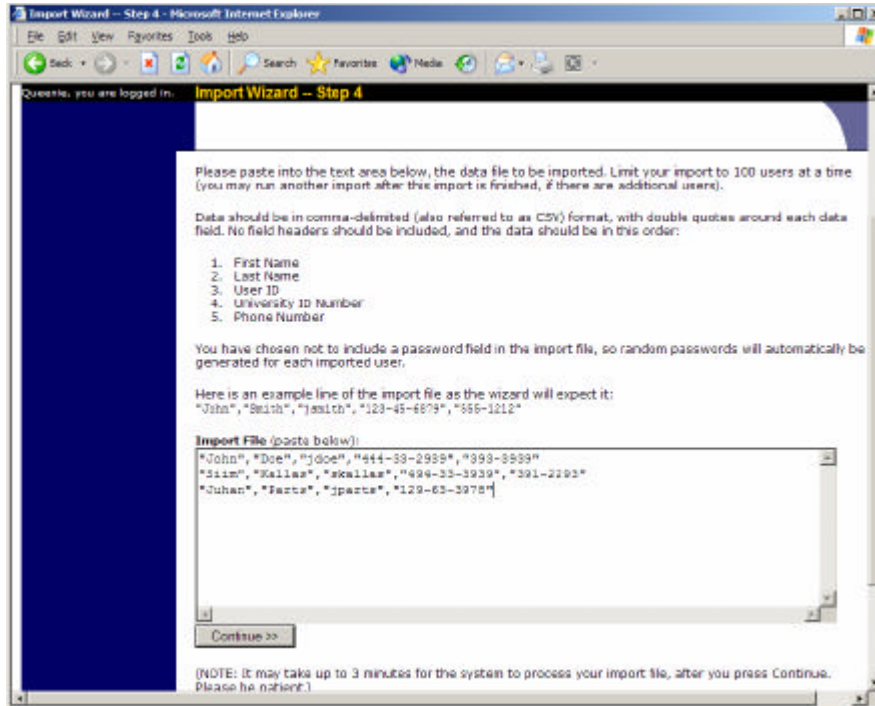 Import Wizard -- Step 4 - Microsoft Internet Explorer
File Edit View Favorites Tools Help
Back Search Favorites Media
Queenie, you are logged in. Import Wizard -- Step 4
Please paste into the text area below, the data file to be imported. Limit your import to 100 users at a time
(you may run another import after this import is finished, if there are additional users).
Data should be in comma-delimited (also referred to as CSV) format, with double quotes around each data
field. No field headers should be included, and the data should be in this order:
1. First Name
2. Last Name
3. User ID
4. University ID Number
5. Phone Number
You have chosen not to include a password field in the import file, so random passwords will automatically be
generated for each imported user.
Here is an example line of the import file as the wizard will expect it:
"John","Smith","jsmith","123-45-6879","555-1212"
Import File (paste below):
"John","Doe","jdoe","444-33-2939","393-3939"
"Siim","Kallas","skallas","494-33-3939","391-2293"
"Juhan","Parts","jparts","129-63-3978"
Continue >>
(NOTE: It may take up to 3 minutes for the system to process your import file, after you press Continue.
Please be patient.)